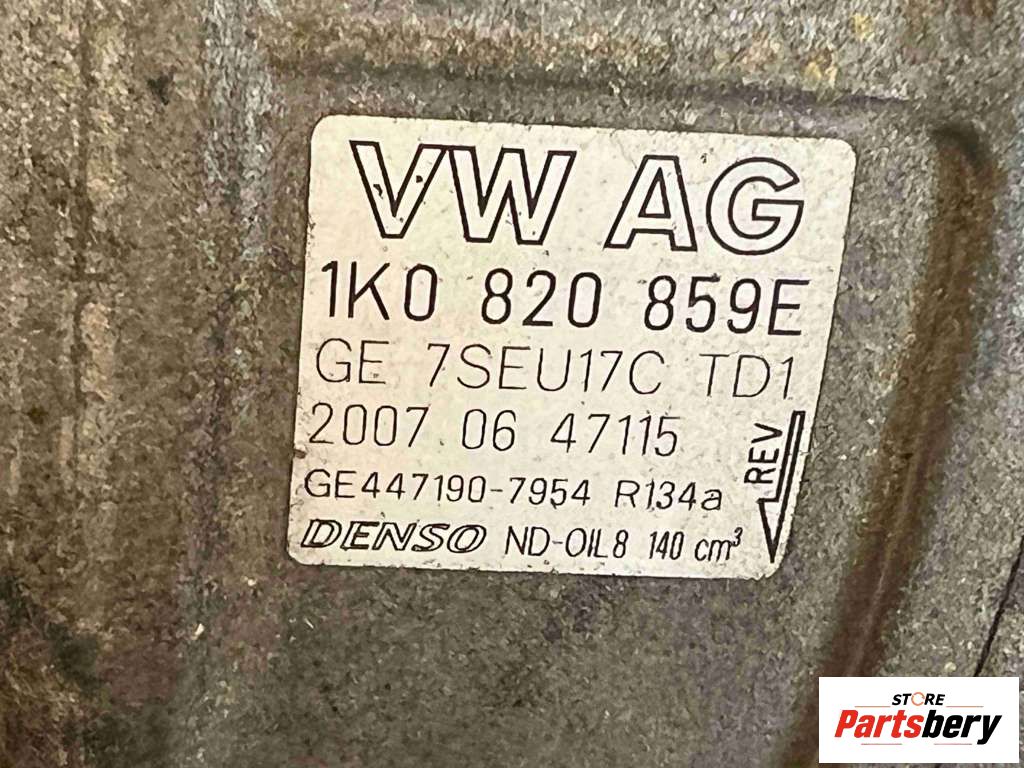 VW AG
1K0 820 859E
GE 7SEU17C TD1
2007 06 47115
GE447190-7954 R134a
DENSO ND-OIL8 140 cm³
REV
STORE
Partsbery